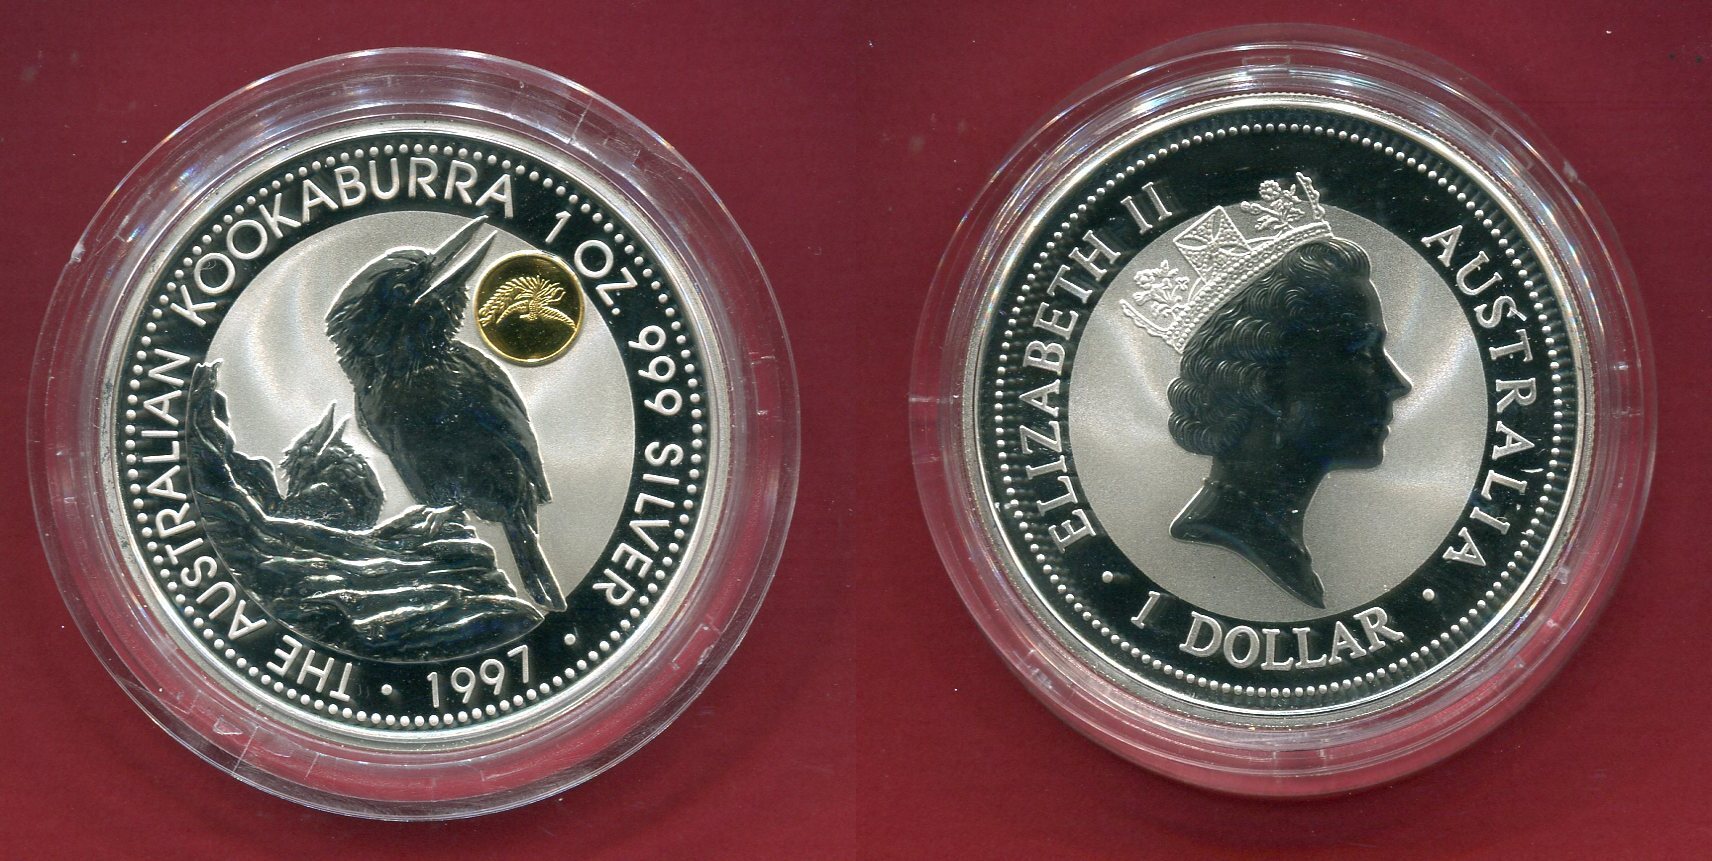 THE AUSTRALIAN KOOKABURRA 1 OZ. 999 SILVER • 1997 •
ELIZABETH II AUSTRALIA
• 1 DOLLAR •